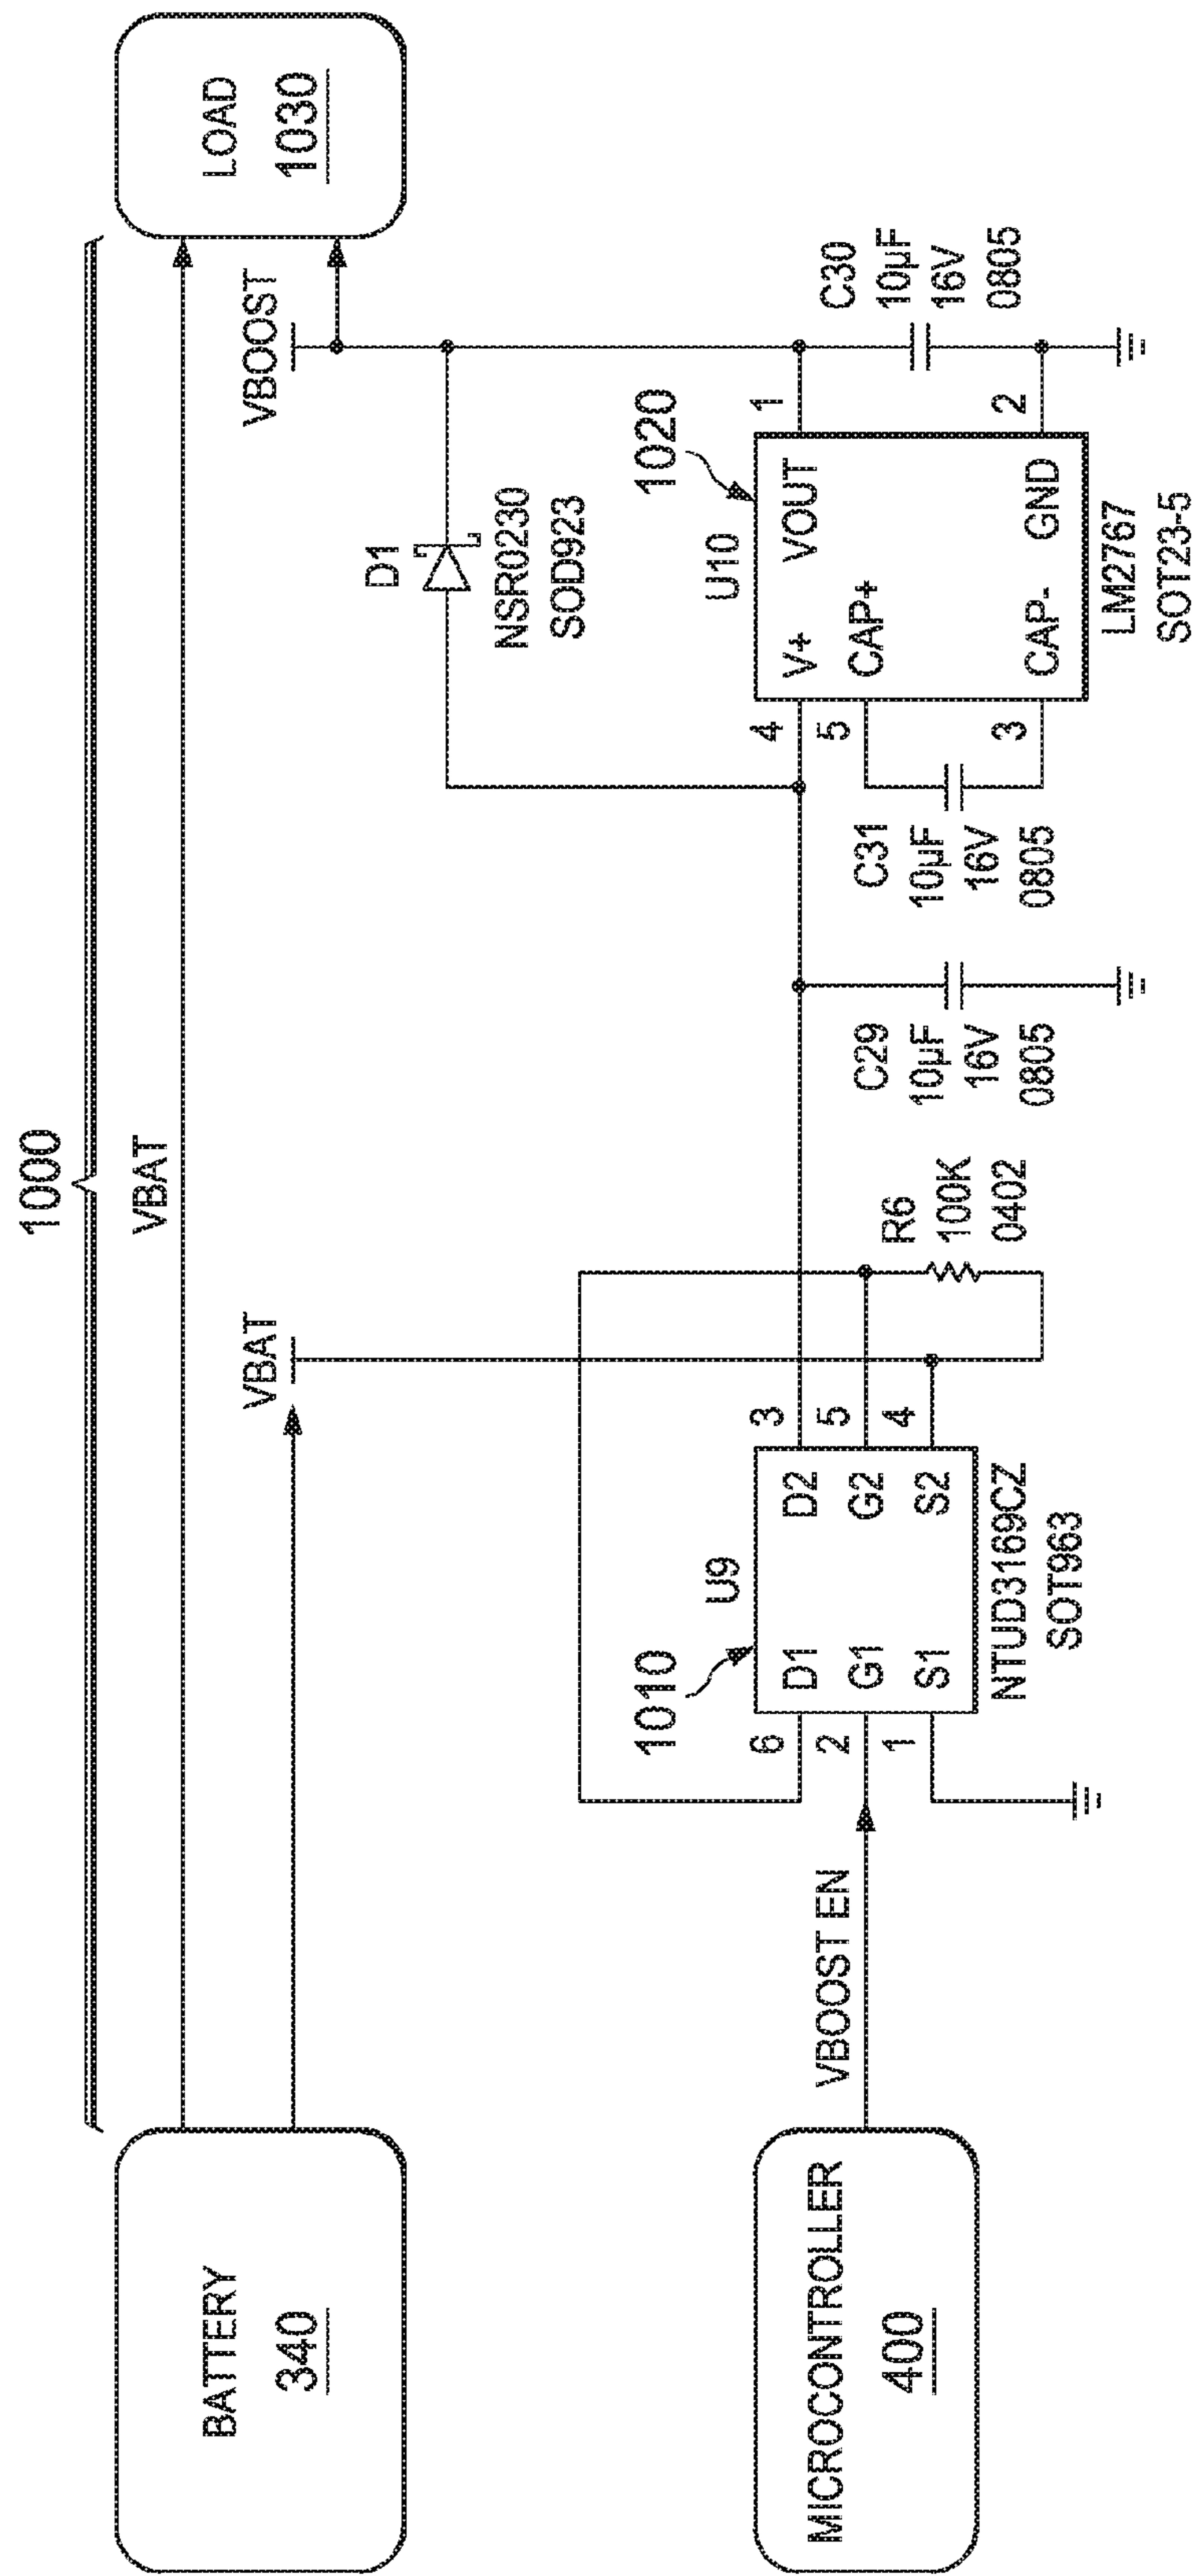 1000
BATTERY
340
VBAT
VBAT
VBOOST
LOAD
1030
MICROCONTROLLER
400
VBOOST EN
1010
U9
6
2
1
D1
G1
S1
D2
G2
S2
3
5
4
NTUD3169CZ
SOT963
R6
100K
0402
C29
10µF
16V
0805
C31
10µF
16V
0805
D1
NSR0230
SOD923
1020
U10
4
5
3
V+
CAP+
CAP-
VOUT
GND
1
2
LM2767
SOT23-5
C30
10µF
16V
0805